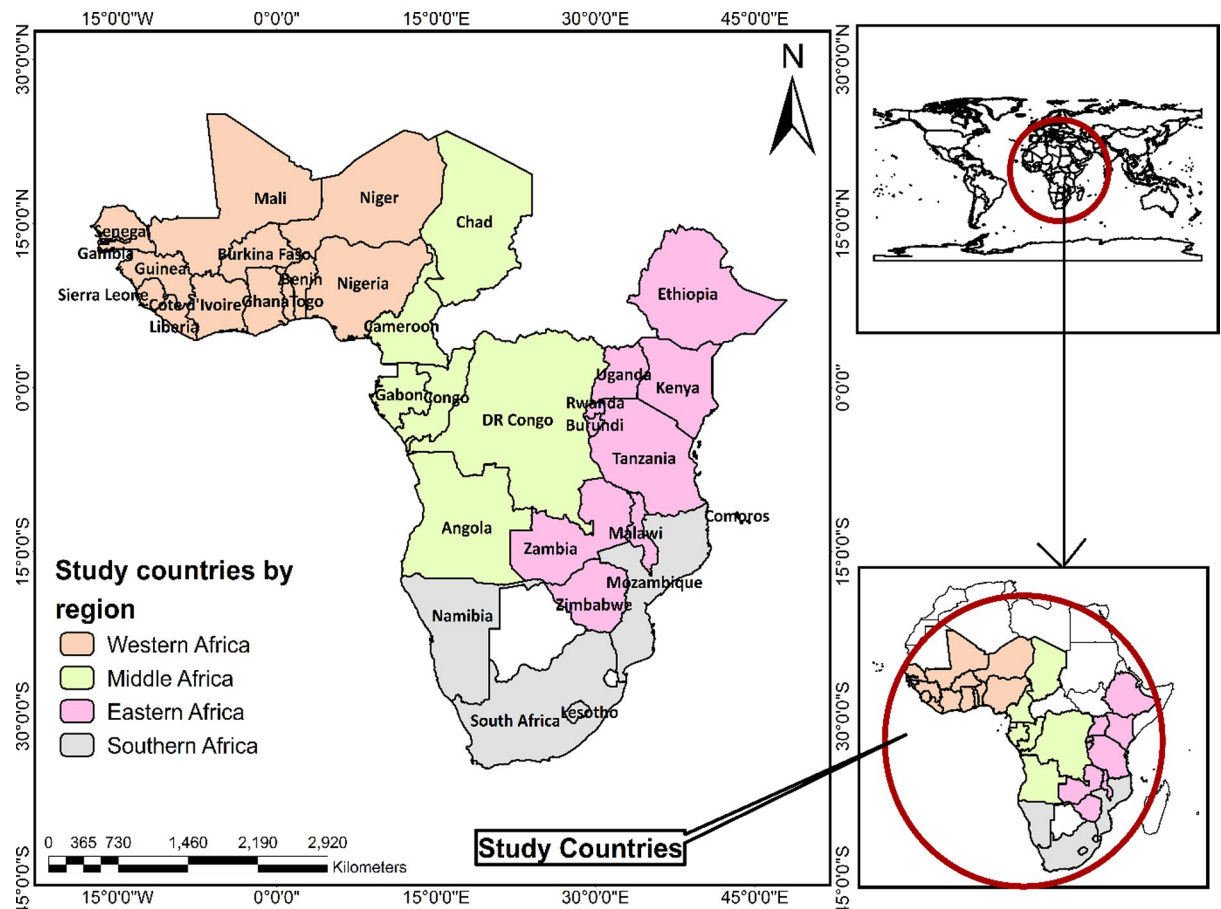 15°0'0"W 0°0'0" 15°0'0"E 30°0'0"E 45°0'0"E
30°0'0"N
15°0'0"N
0°0'0"
15°0'0"S
30°0'0"S
45°0'0"S
N
Mali
Niger
Chad
Senegal
Gambia
Burkina Faso
Guinea
Benin
Nigeria
Sierra Leone
Cote d'Ivoire
Ghana
Togo
Liberia
Cameroon
Ethiopia
Gabon
Congo
DR Congo
Uganda
Kenya
Rwanda
Burundi
Tanzania
Angola
Zambia
Malawi
Comoros
Mozambique
Namibia
Zimbabwe
South Africa
Lesotho
Study countries by
region
Western Africa
Middle Africa
Eastern Africa
Southern Africa
0 365 730 1,460 2,190 2,920
Kilometers
Study Countries
15°0'0"W 0°0'0" 15°0'0"E 30°0'0"E 45°0'0"E
30°0'0"N
15°0'0"N
0°0'0"
15°0'0"S
30°0'0"S
45°0'0"S